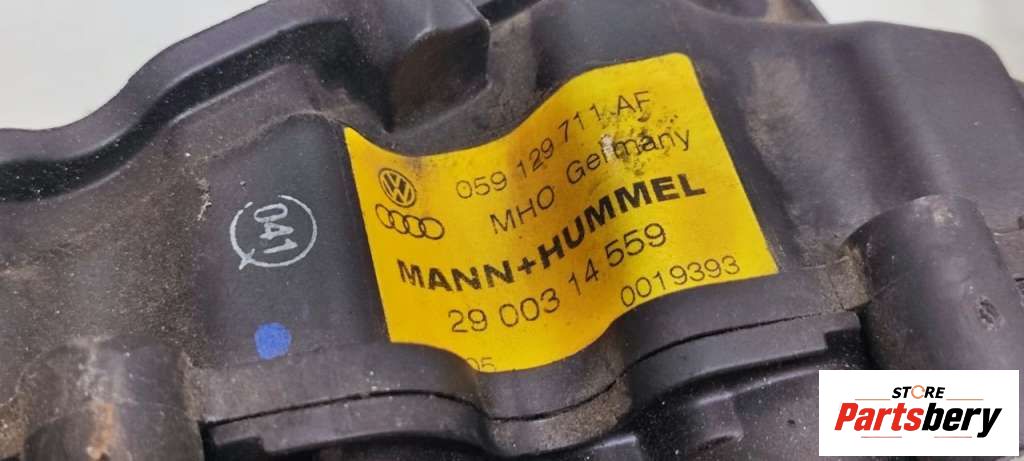 059 129 711 AF
MHO Germany
MANN+HUMMEL
29 003 14 559
0019393
041
STORE
Partsbery